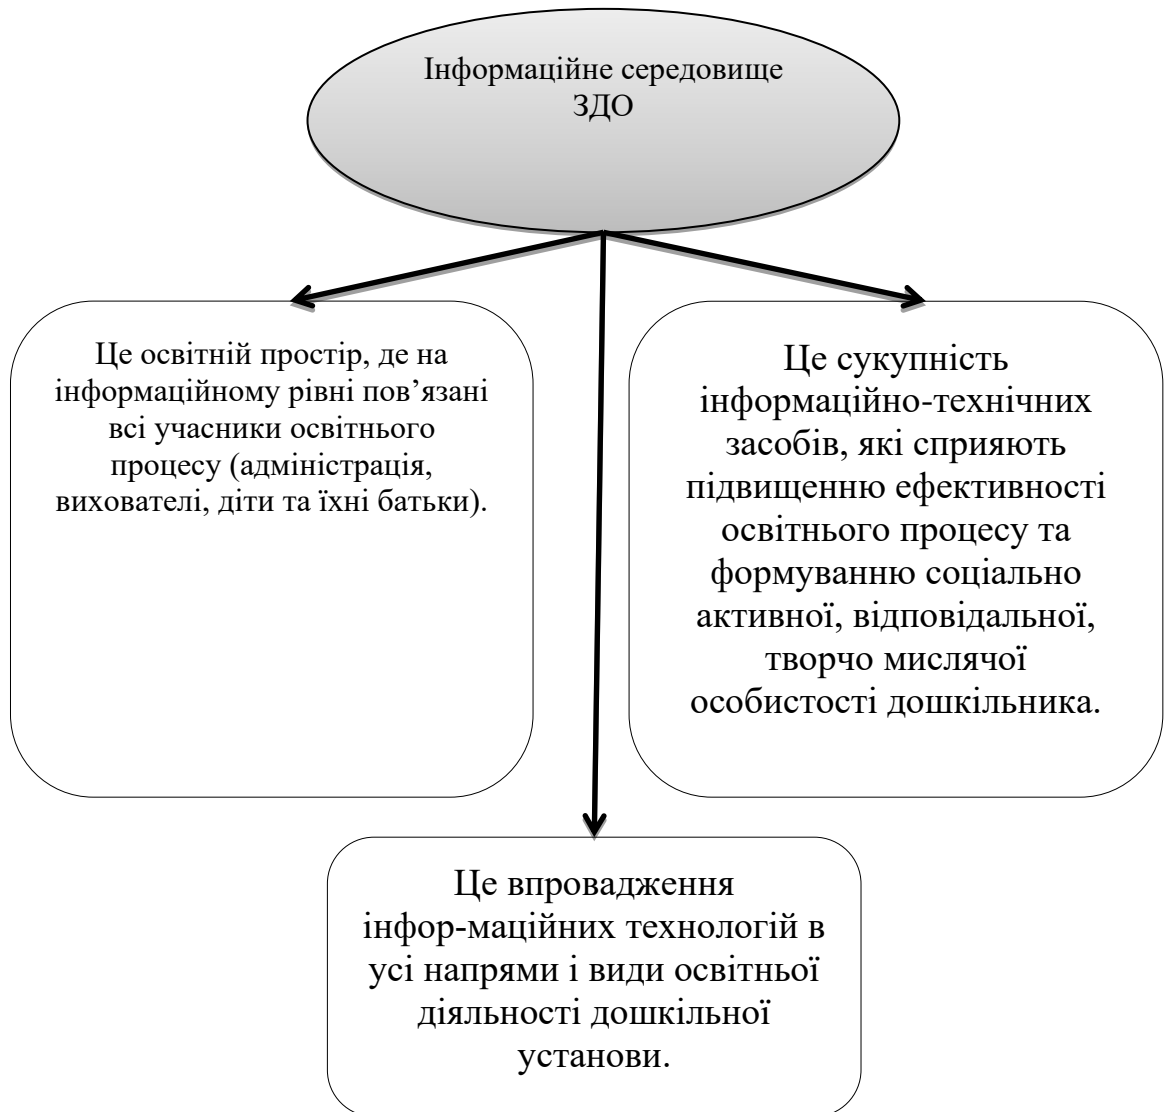 Інформаційне середовище
ЗДО
Це освітній простір, де на
інформаційному рівні пов’язані
всі учасники освітнього
процесу (адміністрація,
вихователі, діти та їхні батьки).
Це сукупність
інформаційно-технічних
засобів, які сприяють
підвищенню ефективності
освітнього процесу та
формуванню соціально
активної, відповідальної,
творчо мислячої
особистості дошкільника.
Це впровадження
інфор-маційних технологій в
усі напрями і види освітньої
діяльності дошкільної
установи.